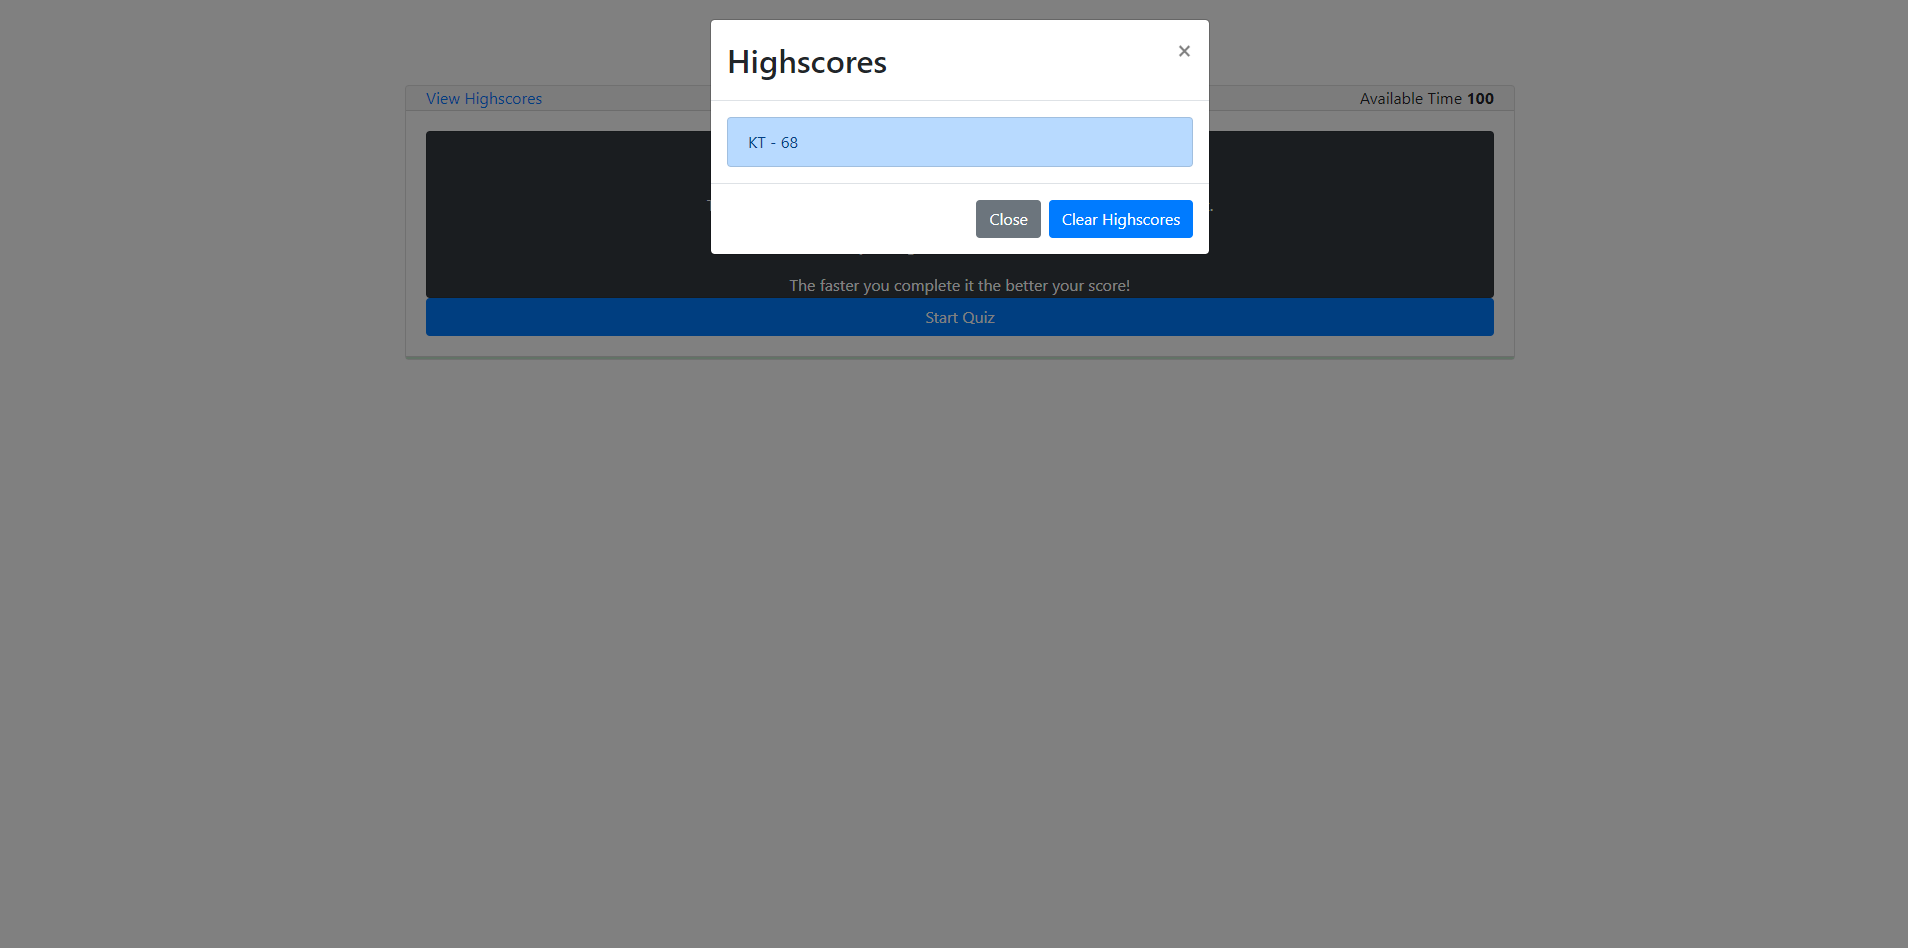 Highscores
×
View Highscores
Available Time 100
KT - 68
Close
Clear Highscores
The faster you complete it the better your score!
Start Quiz